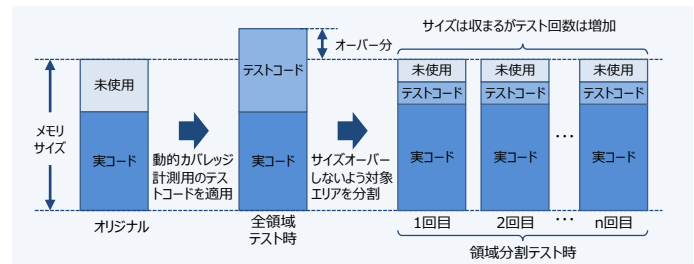 サイズは収まるがテスト回数は増加
オーバー分
未使用
テストコード
未使用
未使用
未使用
テストコード
テストコード
テストコード
メモリ
サイズ
実コード
実コード
実コード
実コード
実コード
…
動的カバレッジ
計測用のテス
トコードを適用
サイズオーバー
しないよう対象
エリアを分割
オリジナル
全領域
テスト時
1回目
2回目
…
n回目
領域分割テスト時